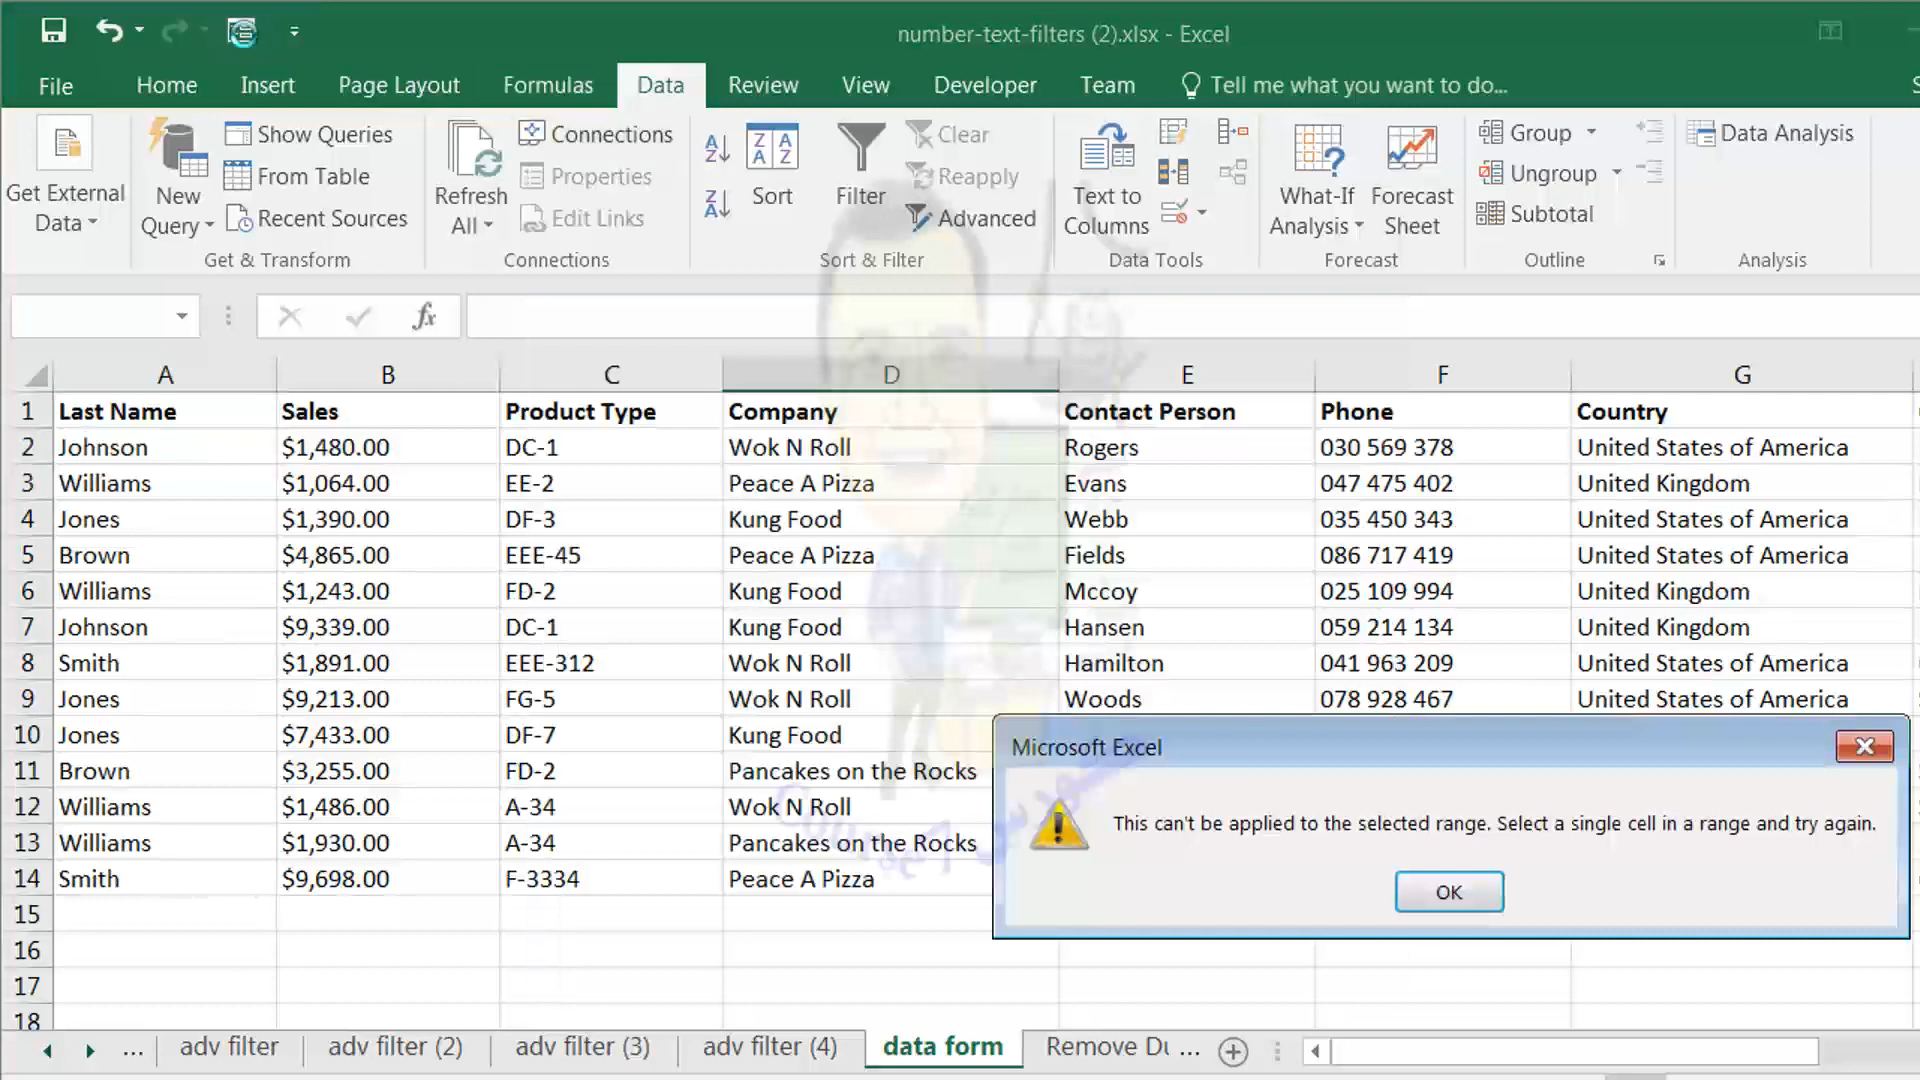 number-text-filters (2).xlsx - Excel
File Home Insert Page Layout Formulas Data Review View Developer Team Tell me what you want to do...
Get External Data
New Query
Show Queries
From Table
Recent Sources
Get & Transform
Refresh All
Connections
Properties
Edit Links
Connections
Sort
Filter
Clear
Reapply
Advanced
Sort & Filter
Text to Columns
Data Tools
What-If Analysis
Forecast Sheet
Forecast
Group
Ungroup
Subtotal
Outline
Data Analysis
Analysis
fx
A B C D E F G
1 Last Name Sales Product Type Company Contact Person Phone Country
2 Johnson $1,480.00 DC-1 Wok N Roll Rogers 030 569 378 United States of America
3 Williams $1,064.00 EE-2 Peace A Pizza Evans 047 475 402 United Kingdom
4 Jones $1,390.00 DF-3 Kung Food Webb 035 450 343 United States of America
5 Brown $4,865.00 EEE-45 Peace A Pizza Fields 086 717 419 United States of America
6 Williams $1,243.00 FD-2 Kung Food Mccoy 025 109 994 United Kingdom
7 Johnson $9,339.00 DC-1 Kung Food Hansen 059 214 134 United Kingdom
8 Smith $1,891.00 EEE-312 Wok N Roll Hamilton 041 963 209 United States of America
9 Jones $9,213.00 FG-5 Wok N Roll Woods 078 928 467 United States of America
10 Jones $7,433.00 DF-7 Kung Food
11 Brown $3,255.00 FD-2 Pancakes on the Rocks
12 Williams $1,486.00 A-34 Wok N Roll
13 Williams $1,930.00 A-34 Pancakes on the Rocks
14 Smith $9,698.00 F-3334 Peace A Pizza
15
16
17
18
Microsoft Excel
This can't be applied to the selected range. Select a single cell in a range and try again.
OK
... adv filter adv filter (2) adv filter (3) adv filter (4) data form Remove Du ...